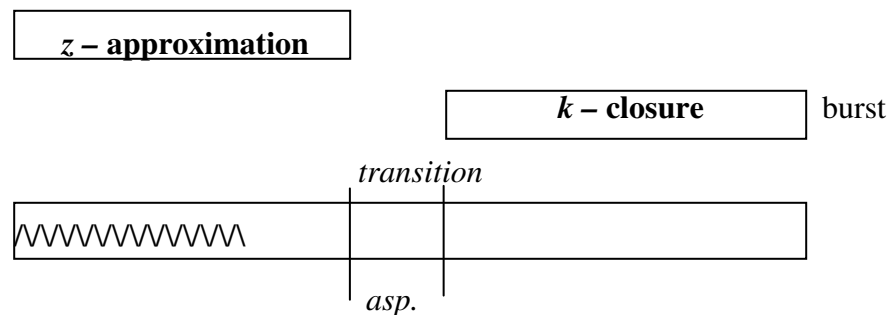 z – approximation
k – closure burst
transition
asp.